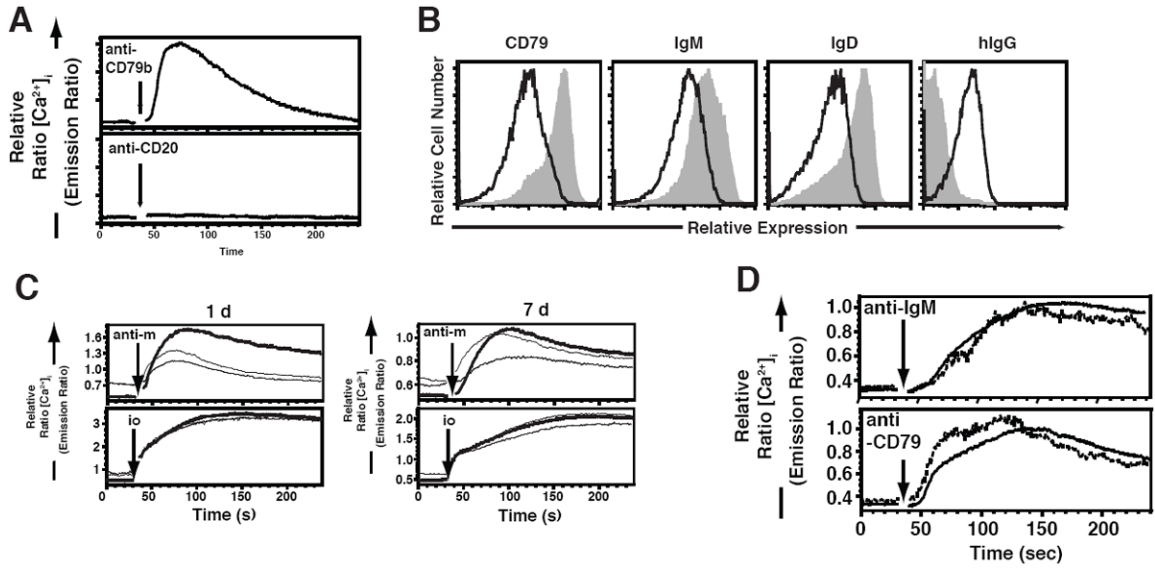 A
Relative
Ratio [Ca2+]i
(Emission Ratio)
anti-
CD79b
anti-CD20
0
50
100
150
200
Time
B
CD79
IgM
IgD
hIgG
Relative Cell Number
Relative Expression
C
1 d
7 d
Relative
Ratio [Ca2+]i
(Emission Ratio)
1.6
1.3
1.0
0.7
anti-m
3
2
1
io
0
50
100
150
200
Time (s)
Relative
Ratio [Ca2+]i
(Emission Ratio)
1.0
0.8
0.6
anti-m
2.0
1.5
1.0
0.5
io
0
50
100
150
200
Time (s)
D
Relative
Ratio [Ca2+]i
(Emission Ratio)
1.0
0.8
0.6
0.4
anti-IgM
1.0
0.8
0.6
0.4
anti
-CD79
0
50
100
150
200
Time (sec)